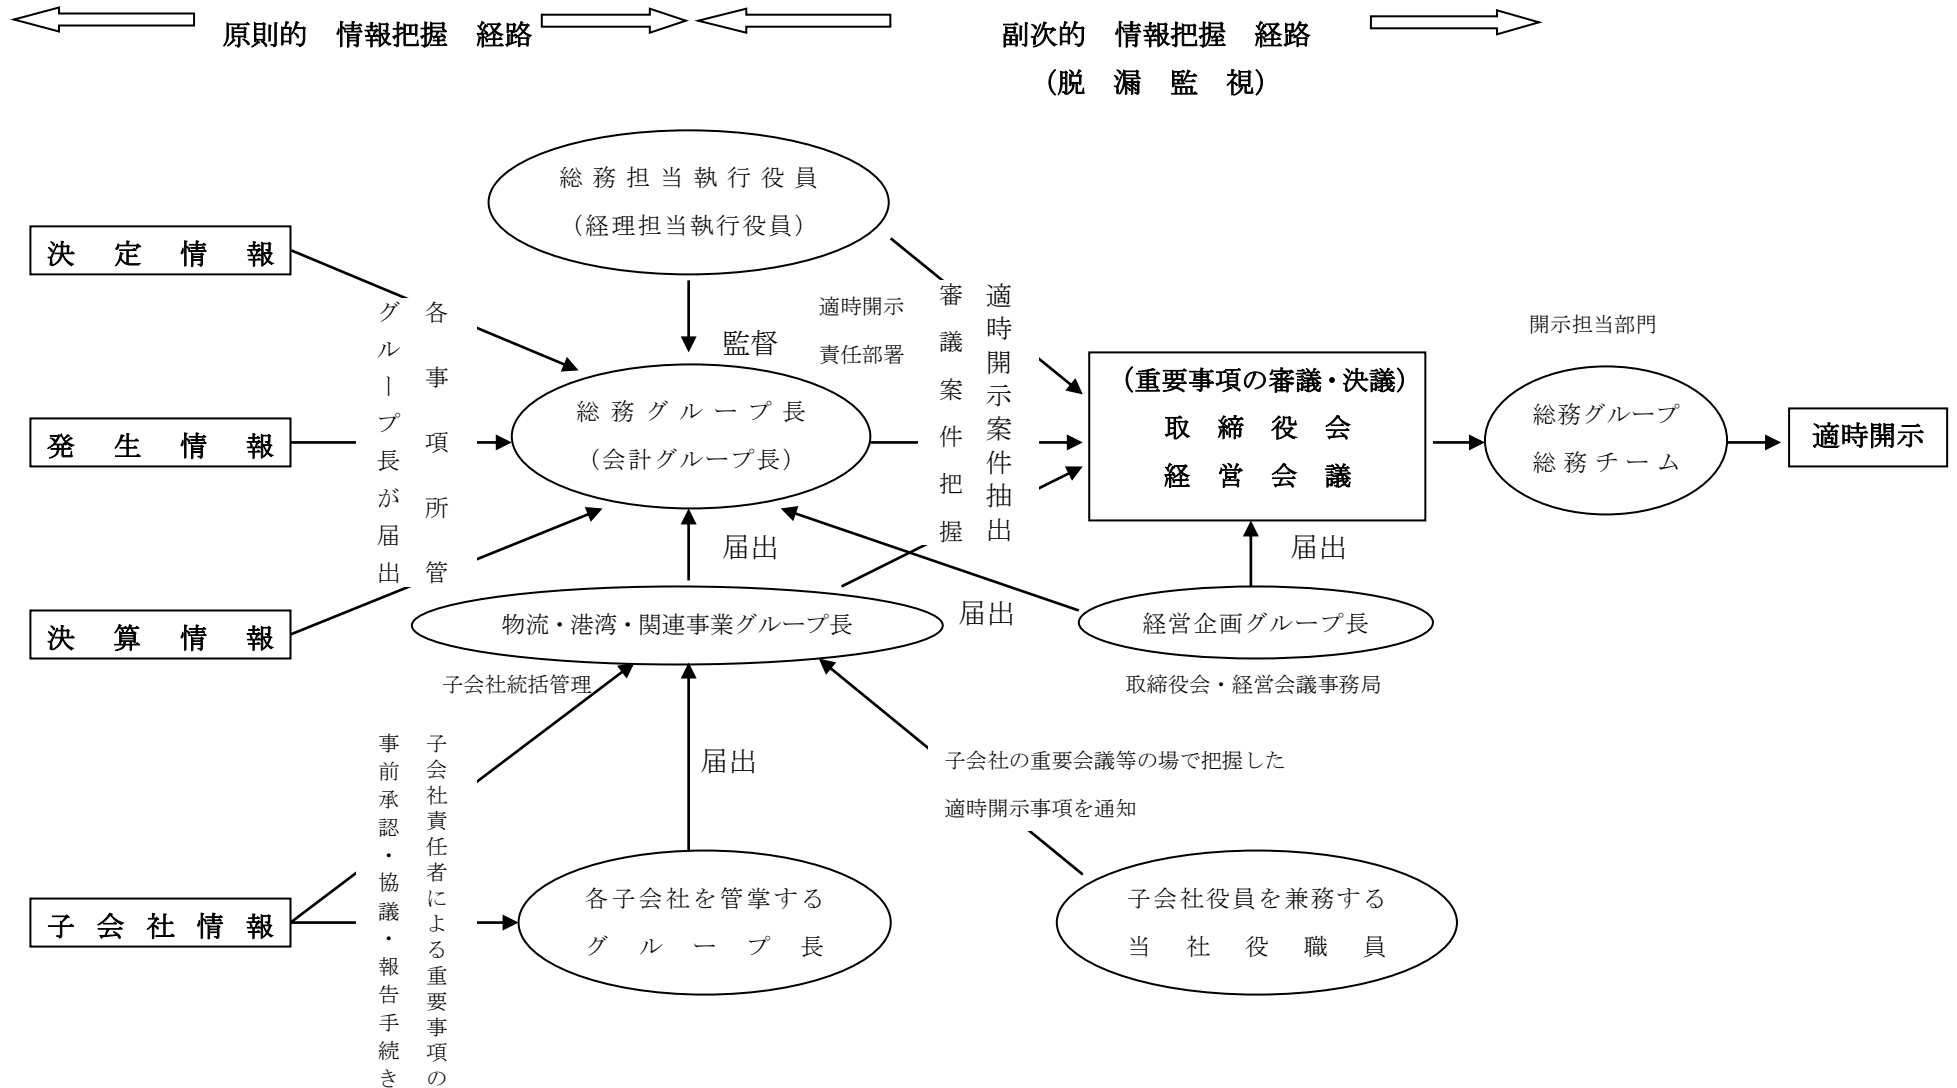 原則的　情報把握　経路
副次的　情報把握　経路
（脱　漏　監　視）
総務担当執行役員
（経理担当執行役員）
決定情報
各事項所管
グループ長が届出
監督
適時開示
責任部署
適時開示案件抽出
審議案件把握
開示担当部門
（重要事項の審議・決議）
取締役会
経営会議
総務グループ長
（会計グループ長）
総務グループ
総務チーム
適時開示
発生情報
届出
届出
届出
決算情報
物流・港湾・関連事業グループ長
経営企画グループ長
子会社統括管理
取締役会・経営会議事務局
子会社責任者による重要事項の
事前承認・協議・報告手続き
届出
子会社の重要会議等の場で把握した
適時開示事項を通知
子会社情報
各子会社を管掌する
グループ長
子会社役員を兼務する
当社役職員